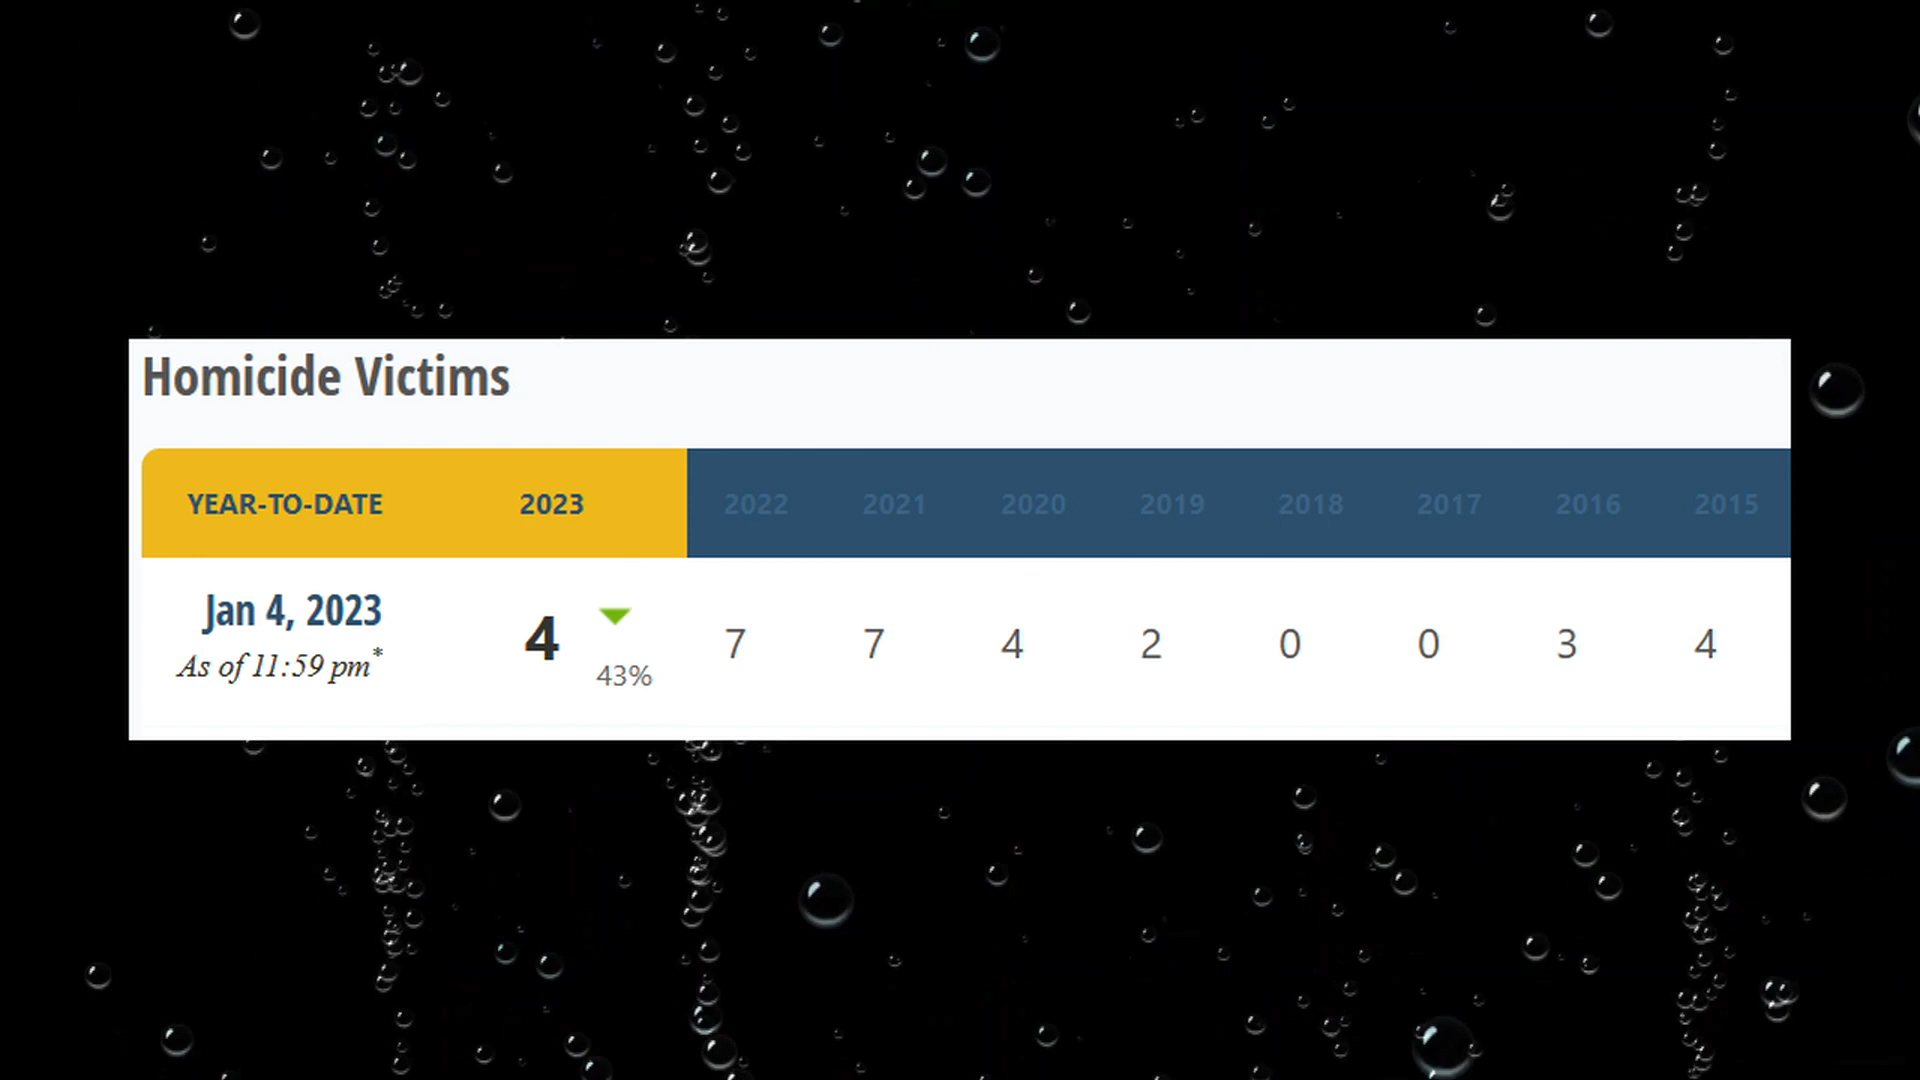 Homicide Victims
YEAR-TO-DATE 2023 2022 2021 2020 2019 2018 2017 2016 2015
Jan 4, 2023
As of 11:59 pm*
4 43% 7 7 4 2 0 0 3 4